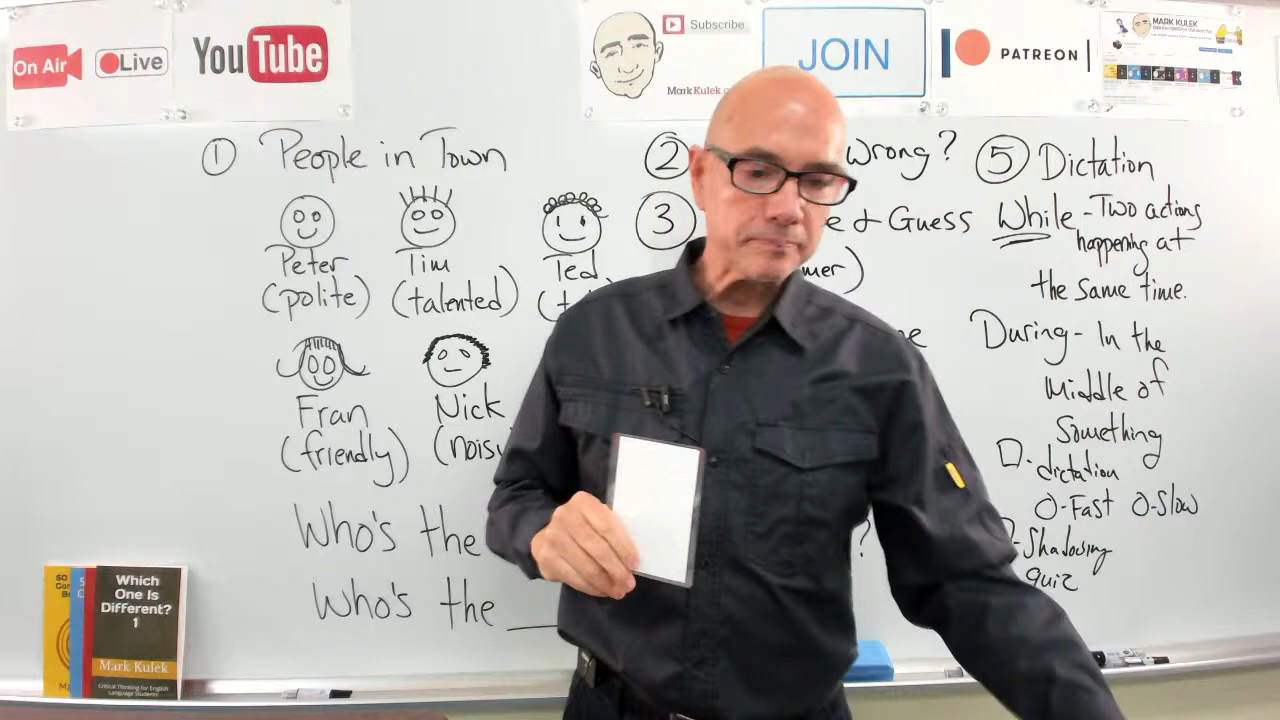 On Air
Live
YouTube
Subscribe
MarkKulek
JOIN
PATREON
MARK KULEK
① People in Town
Peter
(polite)
Tim
(talented)
Ted
Fran
(friendly)
Nick
(noisy
Who's the
Who's the
②
Wrong?
③
& Guess
⑤ Dictation
While - Two actions
happening at
the same time.
During - In the
Middle of
Something
dictation
Fast
Slow
Shadowing
quiz
?
Which
One Is
Different?
1
Mark Kulek
Critical Thinking for English
Language Students